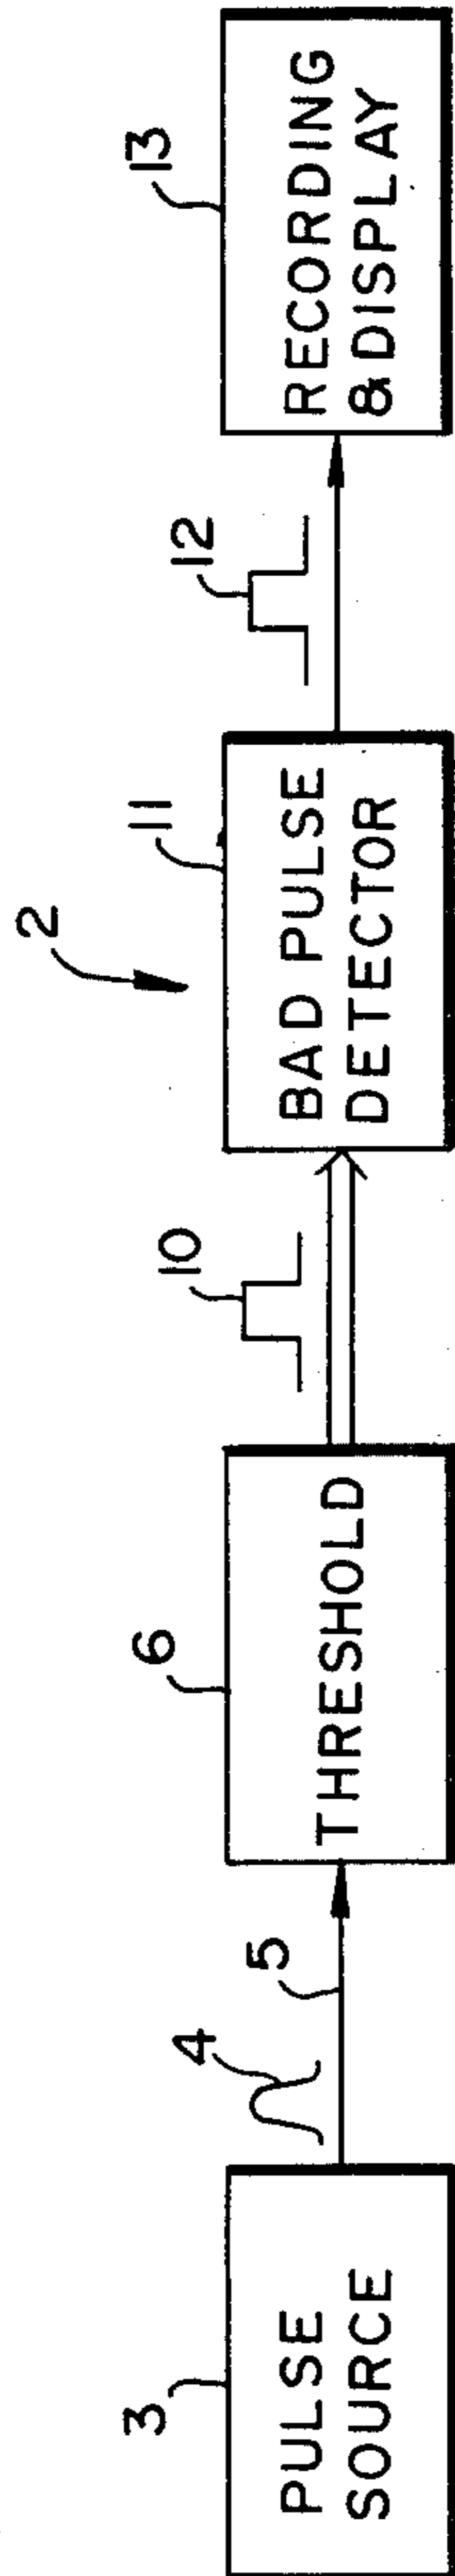 2
3
PULSE
SOURCE
4
5
6
THRESHOLD
10
11
BAD PULSE
DETECTOR
12
13
RECORDING
& DISPLAY